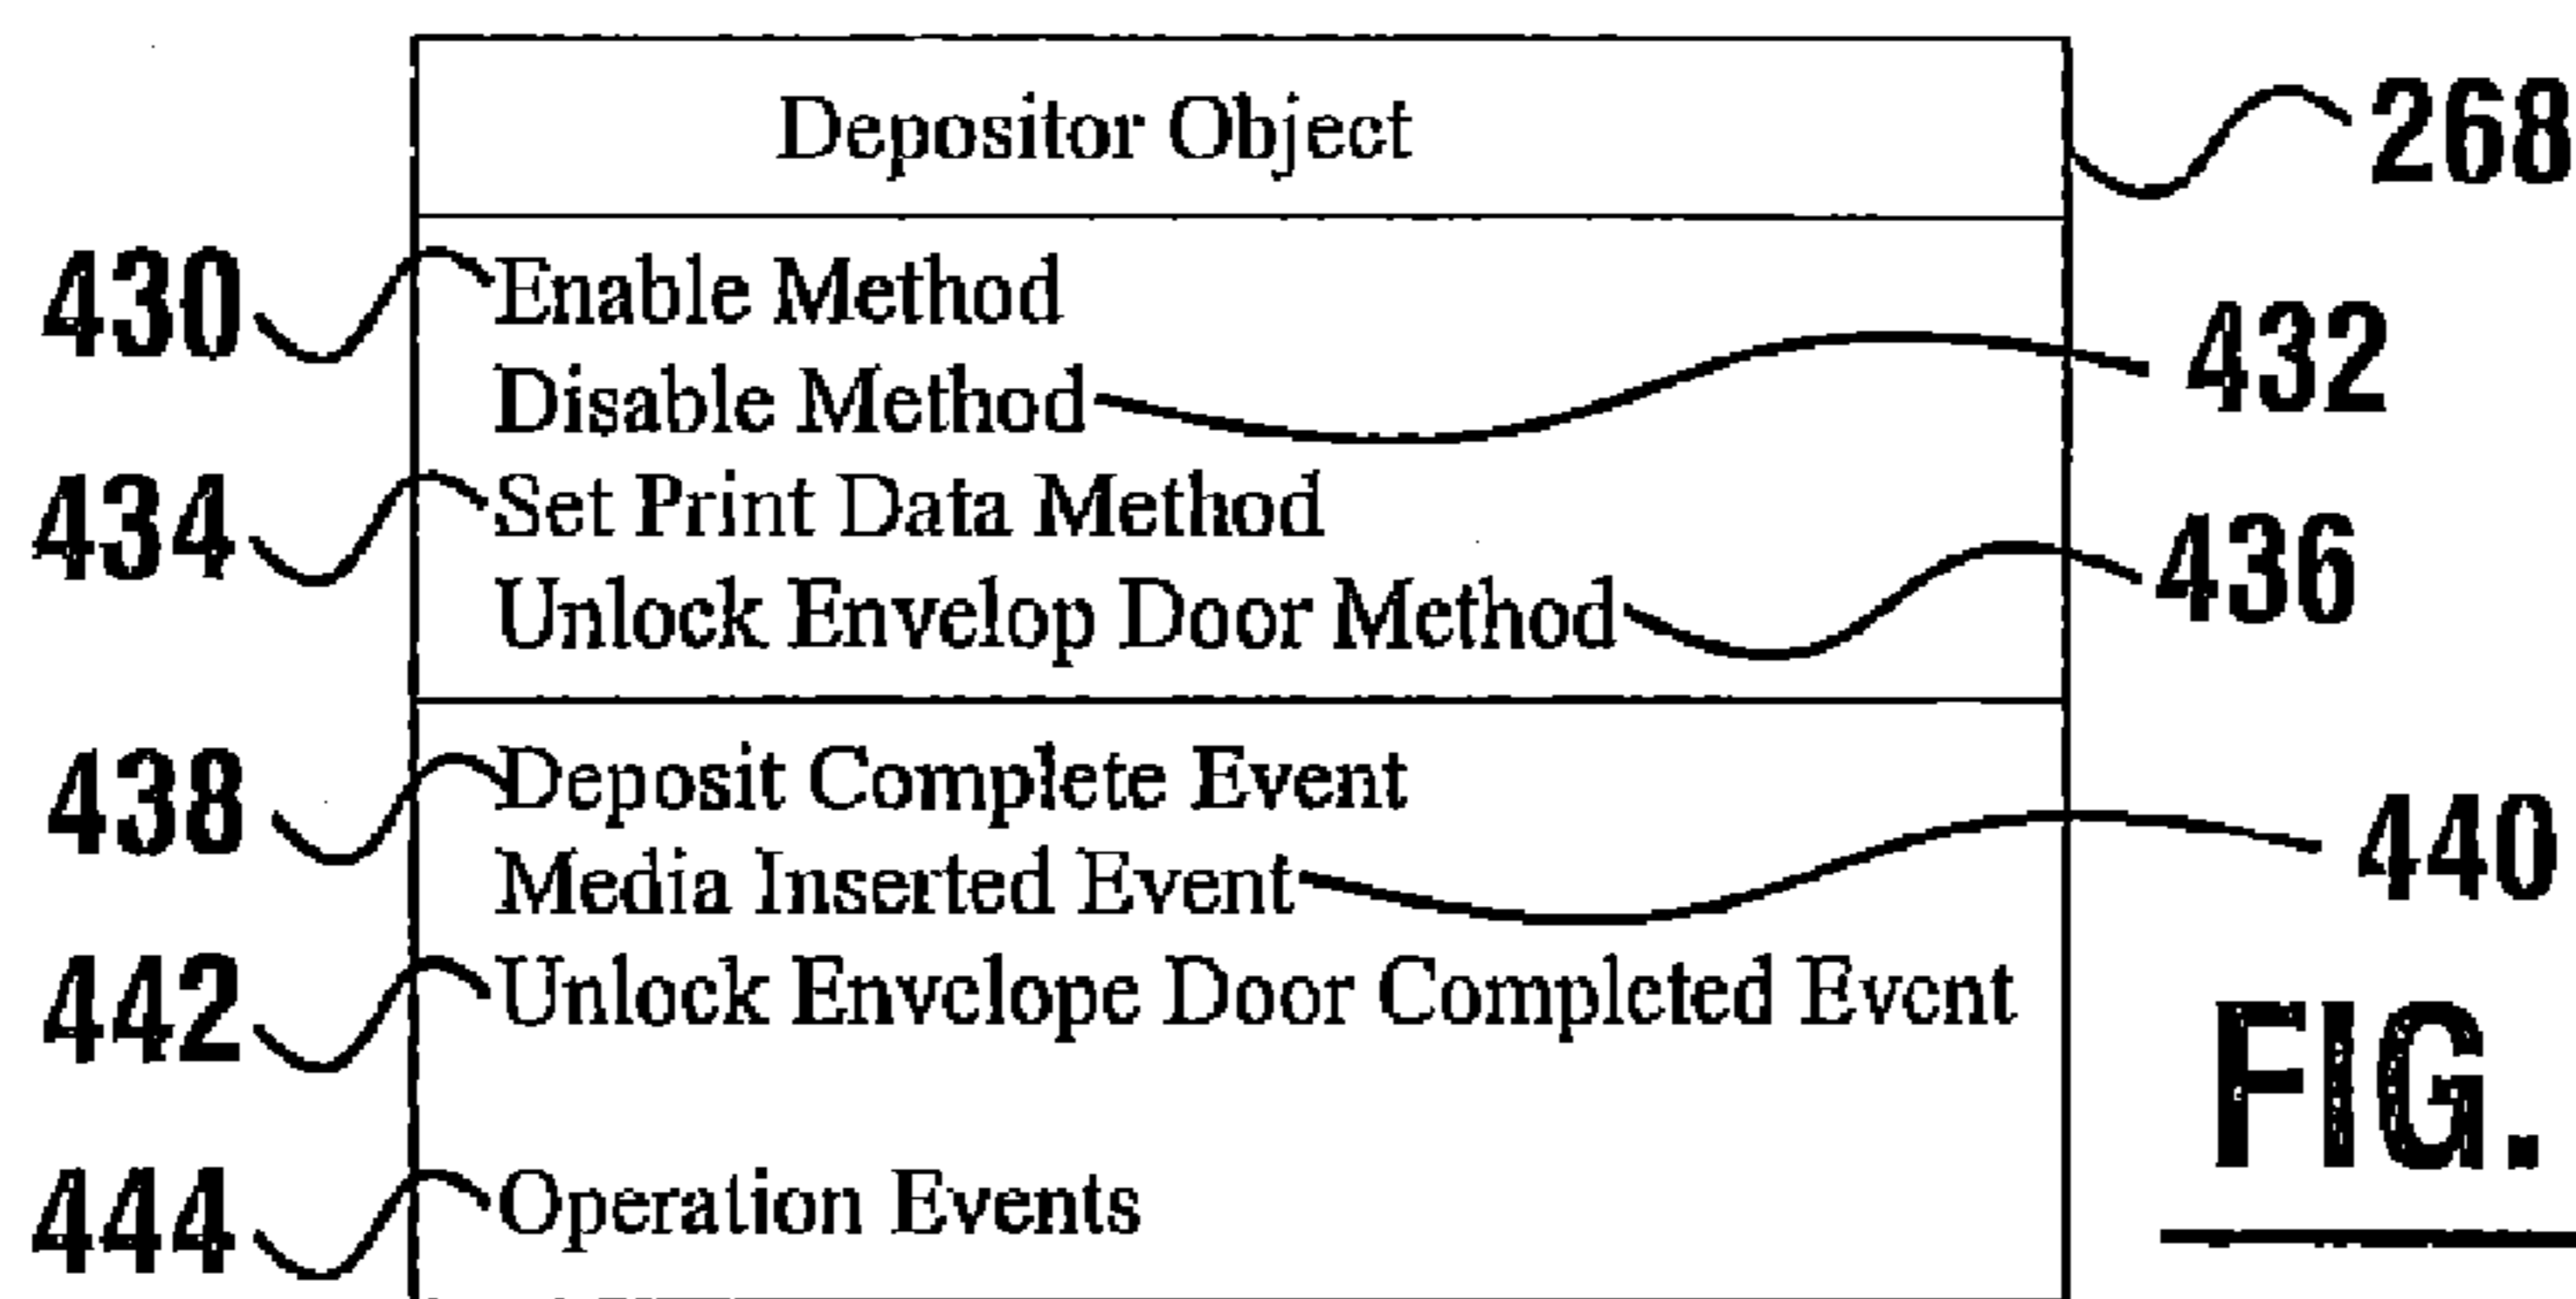 Depositor Object 268
430 Enable Method
Disable Method 432
434 Set Print Data Method
Unlock Envelop Door Method 436
438 Deposit Complete Event
Media Inserted Event 440
442 Unlock Envelope Door Completed Event
FIG.
444 Operation Events